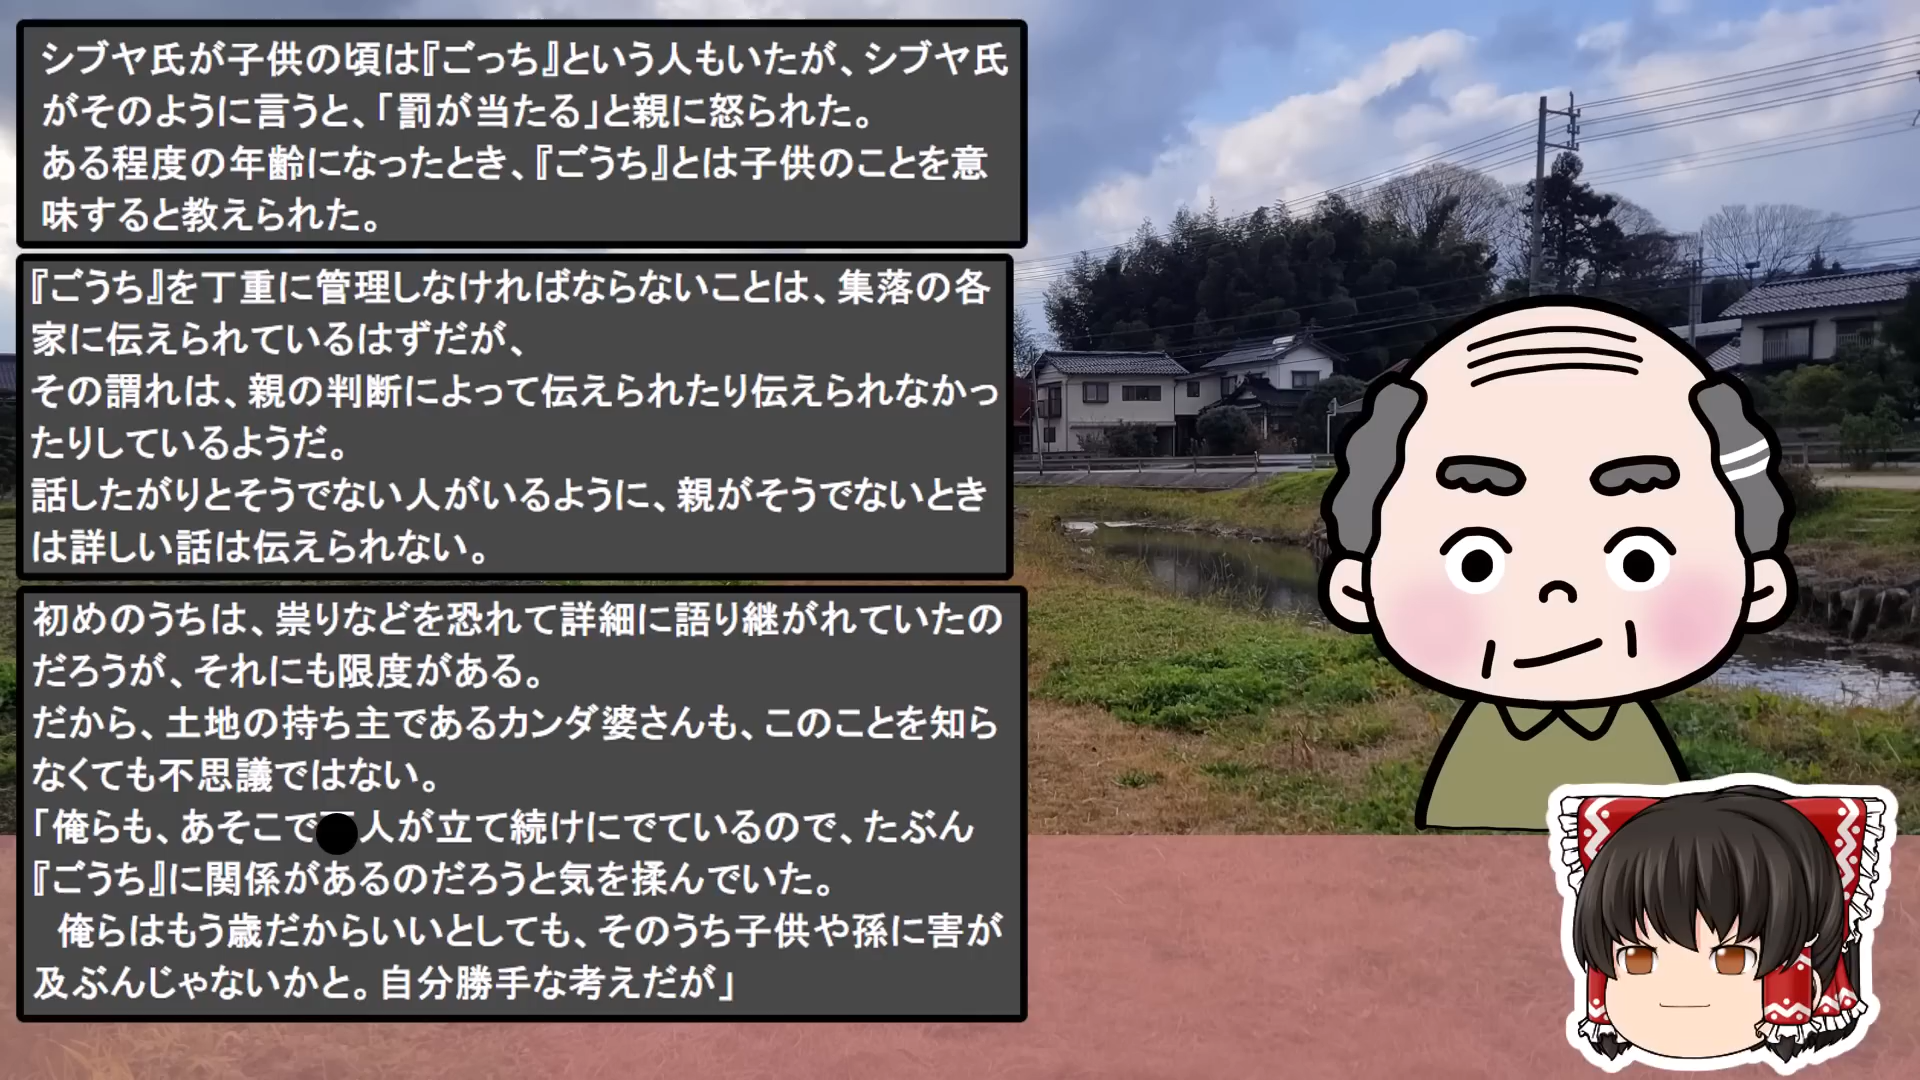 シブヤ氏が子供の頃は『ごっち』という人もいたが、シブヤ氏
がそのように言うと、「罰が当たる」と親に怒られた。
ある程度の年齢になったとき、『ごうち』とは子供のことを意
味すると教えられた。
『ごうち』を丁重に管理しなければならないことは、集落の各
家に伝えられているはずだが、
その謂れは、親の判断によって伝えられたり伝えられなかっ
たりしているようだ。
話したがりとそうでない人がいるように、親がそうでないとき
は詳しい話は伝えられない。
初めのうちは、祟りなどを恐れて詳細に語り継がれていたの
だろうが、それにも限度がある。
だから、土地の持ち主であるカンダ婆さんも、このことを知ら
なくても不思議ではない。
「俺らも、あそこで人が立て続けにでているので、たぶん
『ごうち』に関係があるのだろうと気を揉んでいた。
俺らはもう歳だからいいとしても、そのうち子供や孫に害が
及ぶんじゃないかと。自分勝手な考えだが」